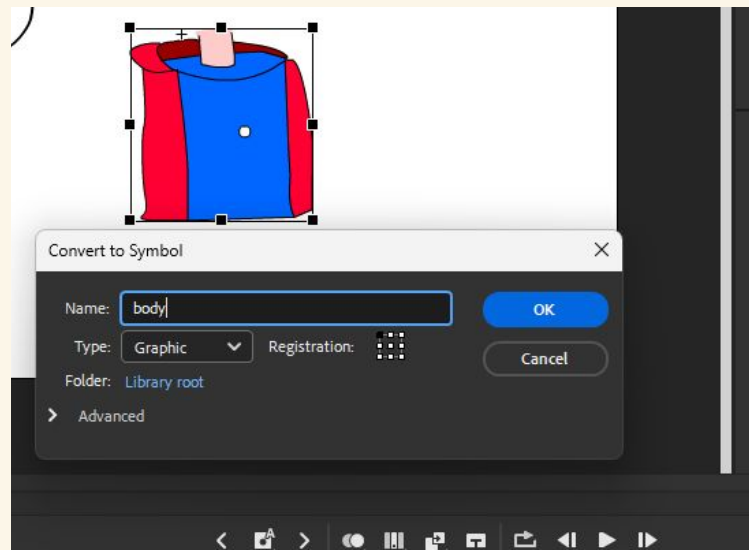 Convert to Symbol
Name: body
OK
Type: Graphic Registration:
Cancel
Folder: Library root
Advanced